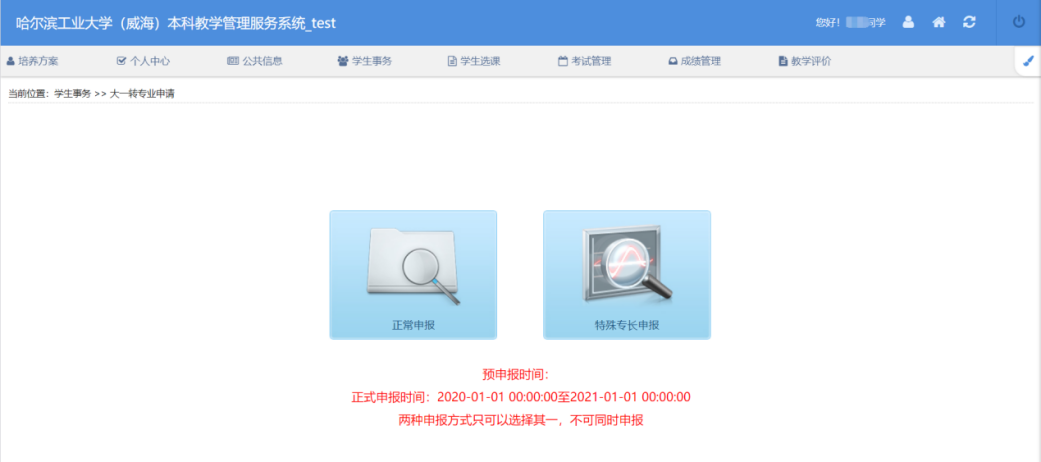 哈尔滨工业大学（威海）本科教学管理服务系统_test
您好！ 同学
培养方案 个人中心 公共信息 学生事务 学生选课 考试管理 成绩管理 教学评价
当前位置：学生事务 >> 大一转专业申请
正常申报 特殊专长申报
预申报时间：
正式申报时间：2020-01-01 00:00:00至2021-01-01 00:00:00
两种申报方式只可以选择其一，不可同时申报